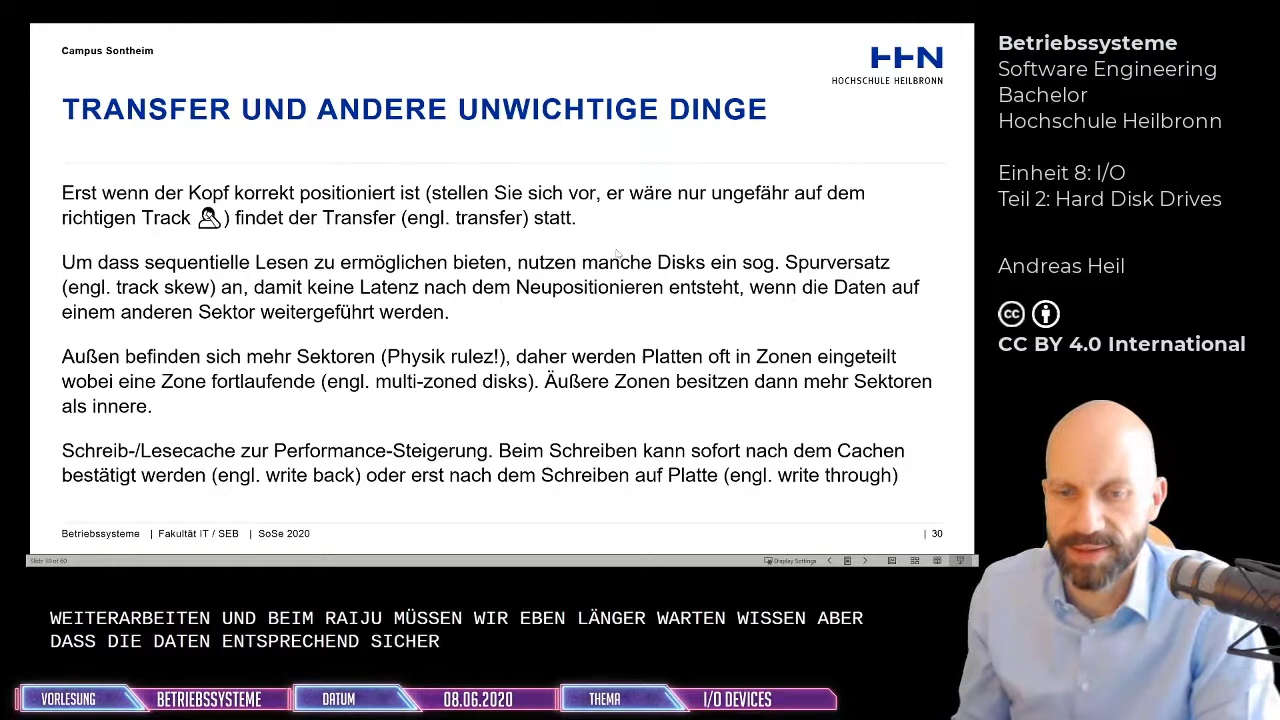 Campus Sontheim
HHN
HOCHSCHULE HEILBRONN
TRANSFER UND ANDERE UNWICHTIGE DINGE
Erst wenn der Kopf korrekt positioniert ist (stellen Sie sich vor, er wäre nur ungefähr auf dem
richtigen Track ) findet der Transfer (engl. transfer) statt.
Um dass sequentielle Lesen zu ermöglichen bieten, nutzen manche Disks ein sog. Spurversatz
(engl. track skew) an, damit keine Latenz nach dem Neupositionieren entsteht, wenn die Daten auf
einem anderen Sektor weitergeführt werden.
Außen befinden sich mehr Sektoren (Physik rulez!), daher werden Platten oft in Zonen eingeteilt
wobei eine Zone fortlaufende (engl. multi-zoned disks). Äußere Zonen besitzen dann mehr Sektoren
als innere.
Schreib-/Lesecache zur Performance-Steigerung. Beim Schreiben kann sofort nach dem Cachen
bestätigt werden (engl. write back) oder erst nach dem Schreiben auf Platte (engl. write through)
Betriebssysteme | Fakultät IT / SEB | SoSe 2020 | 30
Slide 30 of 60 Display Settings
Betriebssysteme
Software Engineering
Bachelor
Hochschule Heilbronn
Einheit 8: I/O
Teil 2: Hard Disk Drives
Andreas Heil
cc
CC BY 4.0 International
WEITERARBEITEN UND BEIM RAIJU MÜSSEN WIR EBEN LÄNGER WARTEN WISSEN ABER
DASS DIE DATEN ENTSPRECHEND SICHER
VORLESUNG BETRIEBSSYSTEME DATUM 08.06.2020 THEMA I/O DEVICES